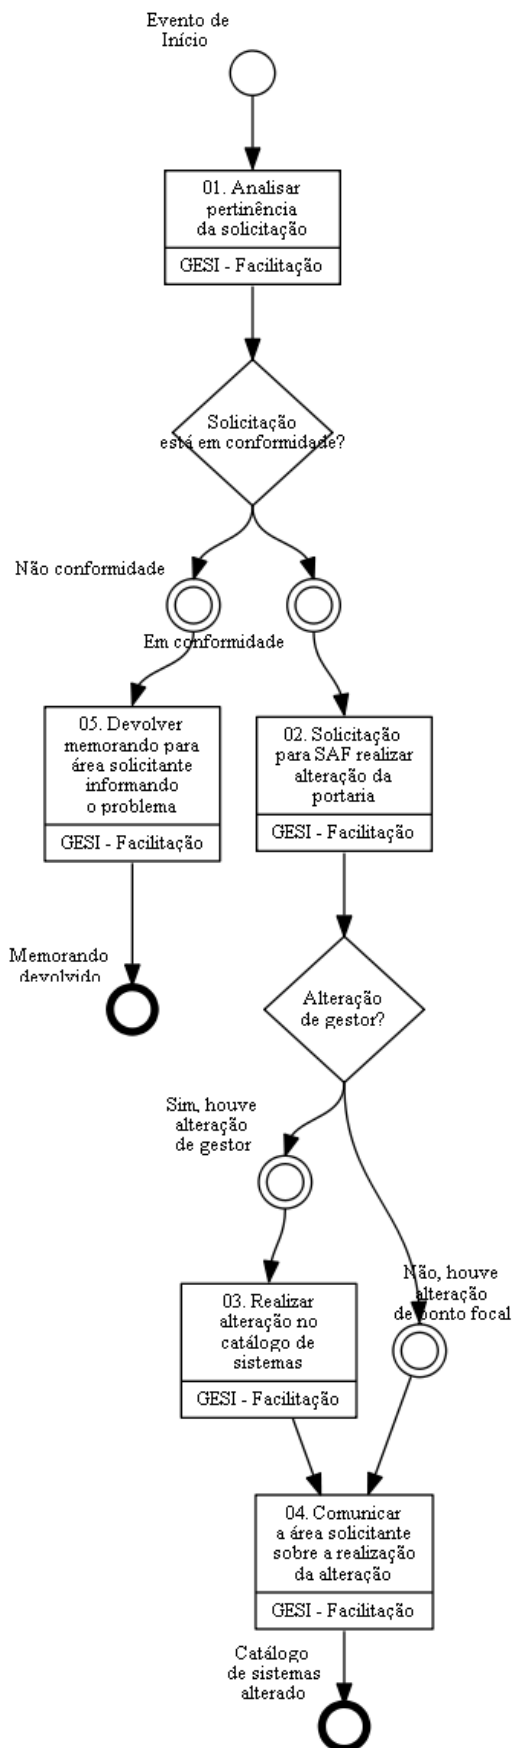 Evento de
Início
01. Analisar
pertinência
da solicitação
GESI - Facilitação
Solicitação
está em conformidade?
Não conformidade
Em conformidade
05. Devolver
memorando para
área solicitante
informando
o problema
GESI - Facilitação
02. Solicitação
para SAF realizar
alteração da
portaria
GESI - Facilitação
Memorando
devolvido
Alteração
de gestor?
Sim, houve
alteração
de gestor
Não, houve
alteração
de ponto focal
03. Realizar
alteração no
catálogo de
sistemas
GESI - Facilitação
04. Comunicar
a área solicitante
sobre a realização
da alteração
GESI - Facilitação
Catálogo
de sistemas
alterado